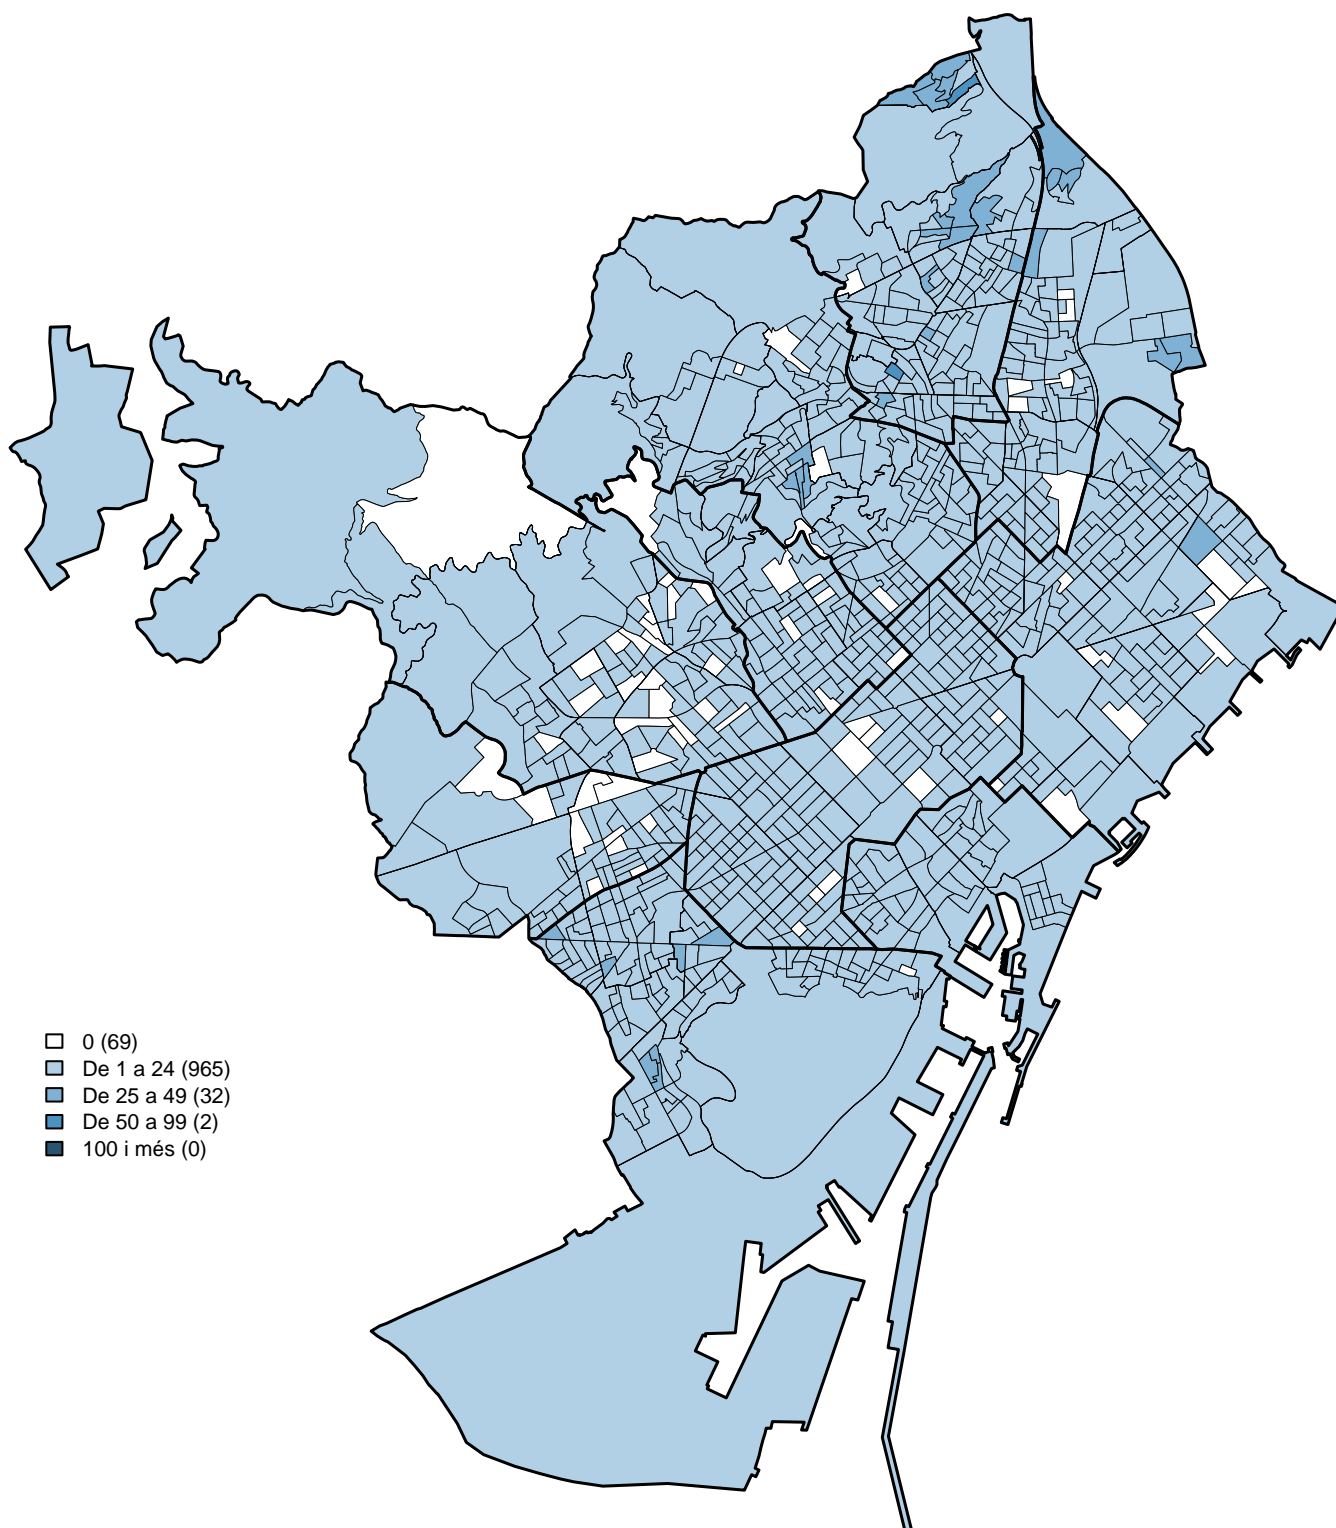 0 (69)
De 1 a 24 (965)
De 25 a 49 (32)
De 50 a 99 (2)
100 i més (0)